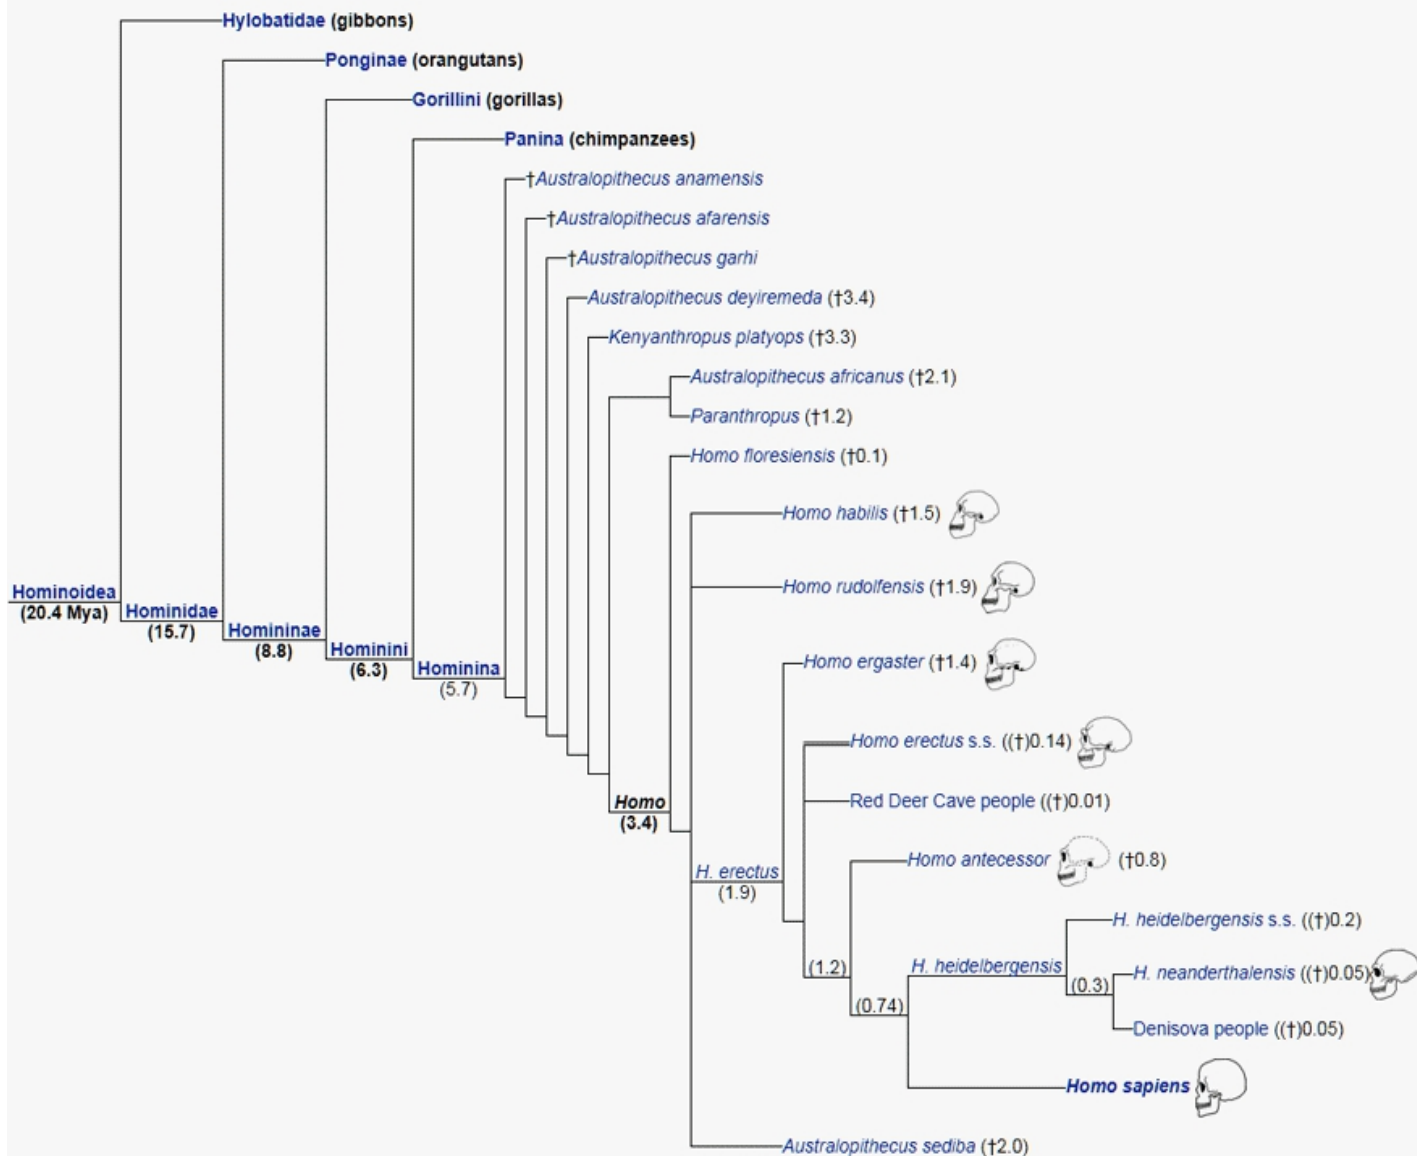 Hylobatidae (gibbons)
Ponginae (orangutans)
Gorillini (gorillas)
Panina (chimpanzees)
†Australopithecus anamensis
†Australopithecus afarensis
†Australopithecus garhi
Australopithecus deyiremeda (†3.4)
Kenyanthropus platyops (†3.3)
Australopithecus africanus (†2.1)
Paranthropus (†1.2)
Homo floresiensis (†0.1)
Homo habilis (†1.5)
Homo rudolfensis (†1.9)
Hominoidea
(20.4 Mya)
Hominidae
(15.7)
Homininae
(8.8)
Hominini
(6.3)
Hominina
(5.7)
Homo ergaster (†1.4)
Homo erectus s.s. ((†)0.14)
Red Deer Cave people ((†)0.01)
Homo
(3.4)
Homo antecessor (†0.8)
H. erectus
(1.9)
H. heidelbergensis s.s. ((†)0.2)
(1.2)
H. heidelbergensis
H. neanderthalensis ((†)0.05)
(0.3)
(0.74)
Denisova people ((†)0.05)
Homo sapiens
Australopithecus sediba (†2.0)